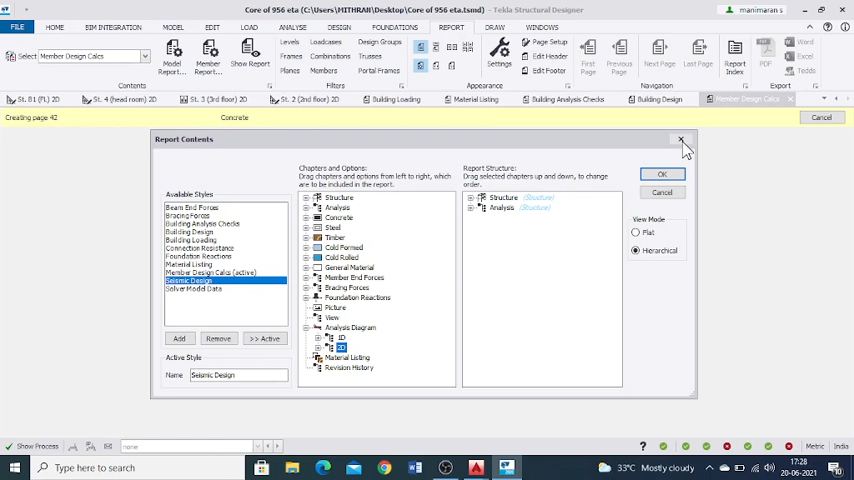 Core of 956 eta (C:\Users\MITHRAN\Desktop\Core of 956 eta.tsmd) - Tekla Structural Designer
manimaran s
FILE HOME BIM INTEGRATION MODEL EDIT LOAD ANALYSE DESIGN FOUNDATIONS REPORT DRAW WINDOWS
Select Member Design Calcs
Model Report...
Member Report...
Show Report
Contents
Levels Loadcases Design Groups
Frames Combinations Trusses
Planes Members Portal Frames
Filters
Page Setup
Edit Header
Edit Footer
Settings
Appearance
First Page
Previous Page
Next Page
Last Page
Navigation
Report Index
PDF
Word
Excel
Tedds
Export
St. B1 (FL) 2D
St. 4 (head room) 2D
St. 3 (3rd floor) 2D
St. 2 (2nd floor) 2D
Building Loading
Material Listing
Building Analysis Checks
Building Design
Member Design Calcs
Creating page 42 Concrete Cancel
Report Contents
Available Styles
Beam End Forces
Bracing Forces
Building Analysis Checks
Building Design
Building Loading
Connection Resistance
Foundation Reactions
Material Listing
Member Design Calcs (active)
Seismic Design
Solver Model Data
Add Remove >> Active
Active Style
Name Seismic Design
Chapters and Options:
Drag chapters and options from left to right, which
are to be included in the report.
Structure
Analysis
Concrete
Steel
Timber
Cold Formed
Cold Rolled
General Material
Member End Forces
Bracing Forces
Foundation Reactions
Picture
View
Analysis Diagram
1D
2D
Material Listing
Revision History
Report Structure:
Drag selected chapters up and down, to change
order.
Structure (Structure)
Analysis (Structure)
OK
Cancel
View Mode
Flat
Hierarchical
Show Process none
Metric India
Type here to search
33°C Mostly cloudy
17:28
20-06-2021